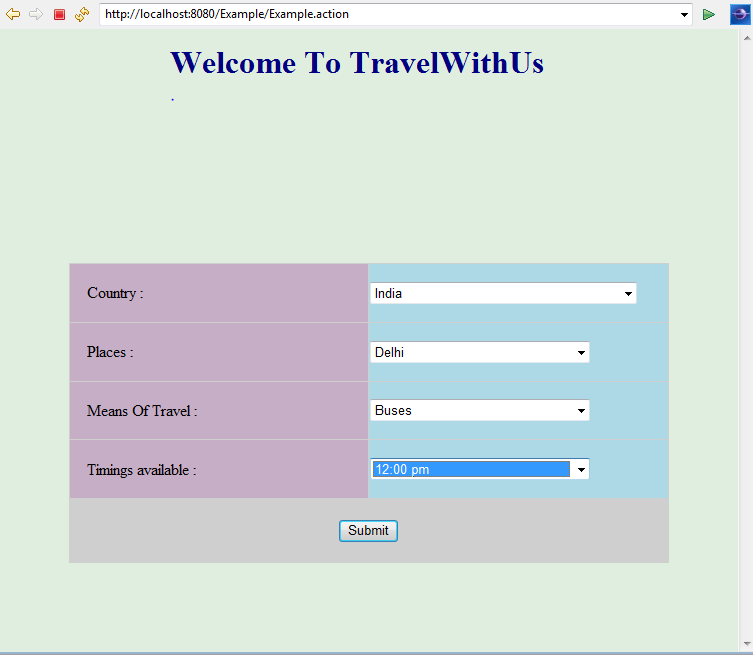 http://localhost:8080/Example/Example.action
Welcome To TravelWithUs
.
Country : India
Places : Delhi
Means Of Travel : Buses
Timings available : 12:00 pm
Submit